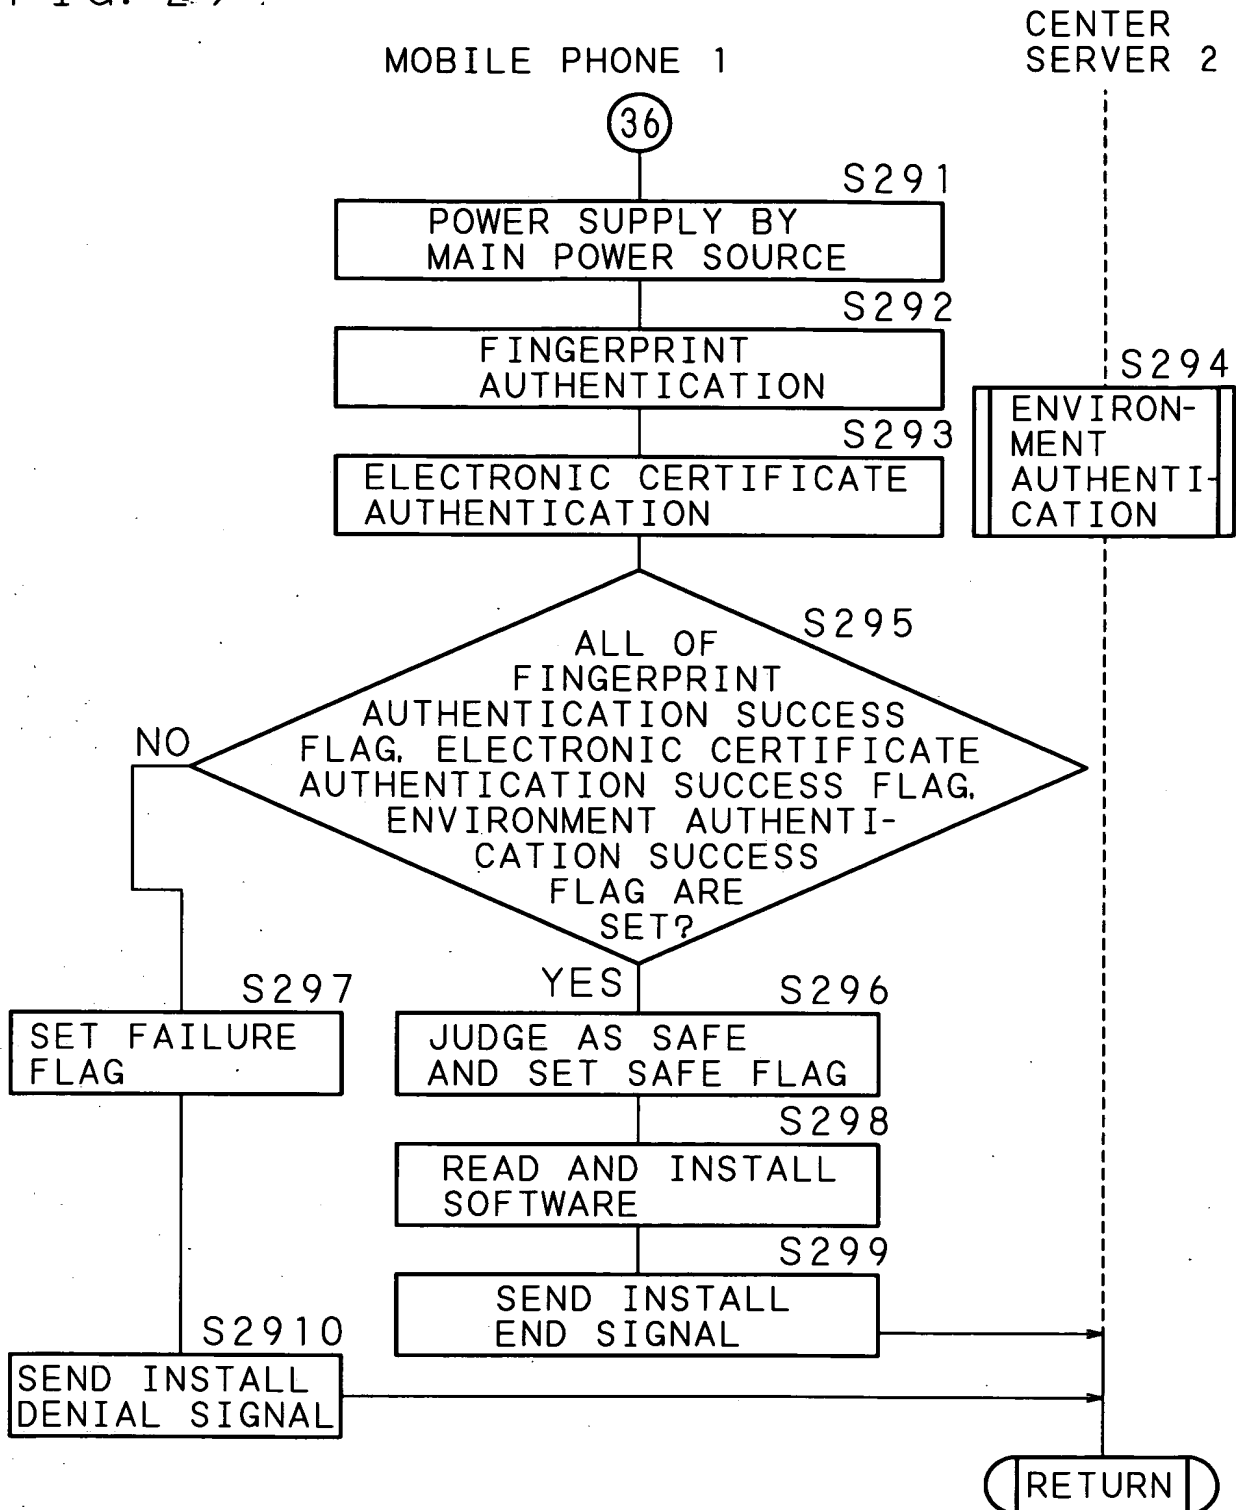 FIG. 29
CENTER
SERVER 2
MOBILE PHONE 1
36
S291
POWER SUPPLY BY
MAIN POWER SOURCE
S292
FINGERPRINT
AUTHENTICATION
S294
ENVIRON-
MENT
AUTHENTI-
CATION
S293
ELECTRONIC CERTIFICATE
AUTHENTICATION
S295
ALL OF
FINGERPRINT
AUTHENTICATION SUCCESS
FLAG, ELECTRONIC CERTIFICATE
AUTHENTICATION SUCCESS FLAG,
ENVIRONMENT AUTHENTI-
CATION SUCCESS
FLAG ARE
SET?
NO
YES
S297
SET FAILURE
FLAG
S296
JUDGE AS SAFE
AND SET SAFE FLAG
S298
READ AND INSTALL
SOFTWARE
S299
SEND INSTALL
END SIGNAL
S2910
SEND INSTALL
DENIAL SIGNAL
RETURN